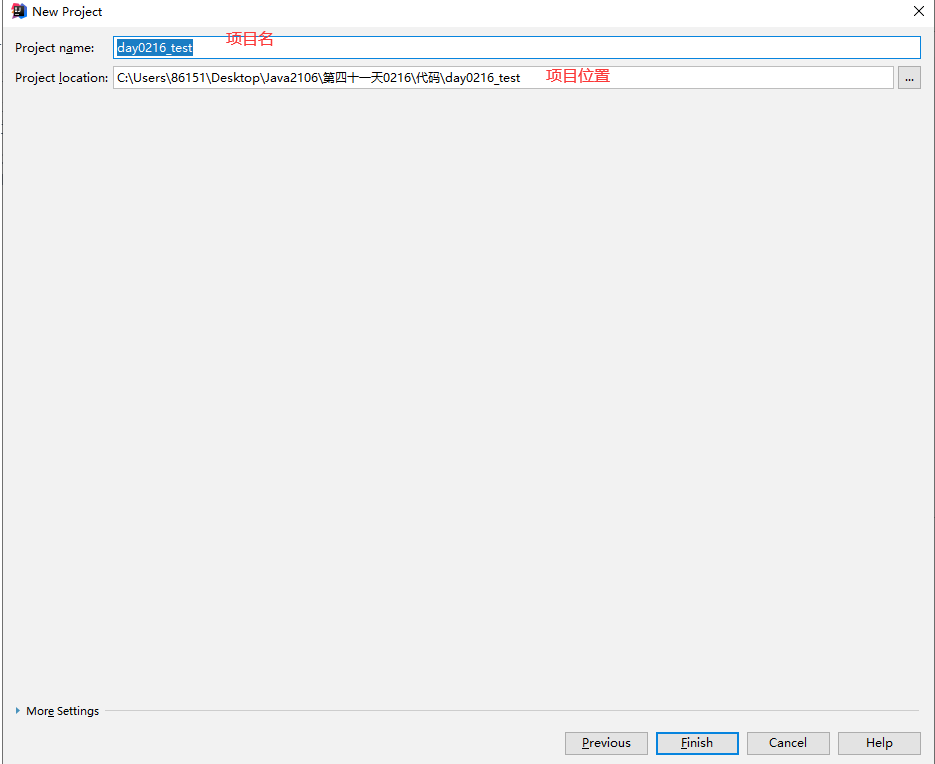 New Project
Project name: day0216_test 项目名
Project location: C:\Users\86151\Desktop\Java2106\第四十一天0216\代码\day0216_test 项目位置 ...
More Settings
Previous Finish Cancel Help